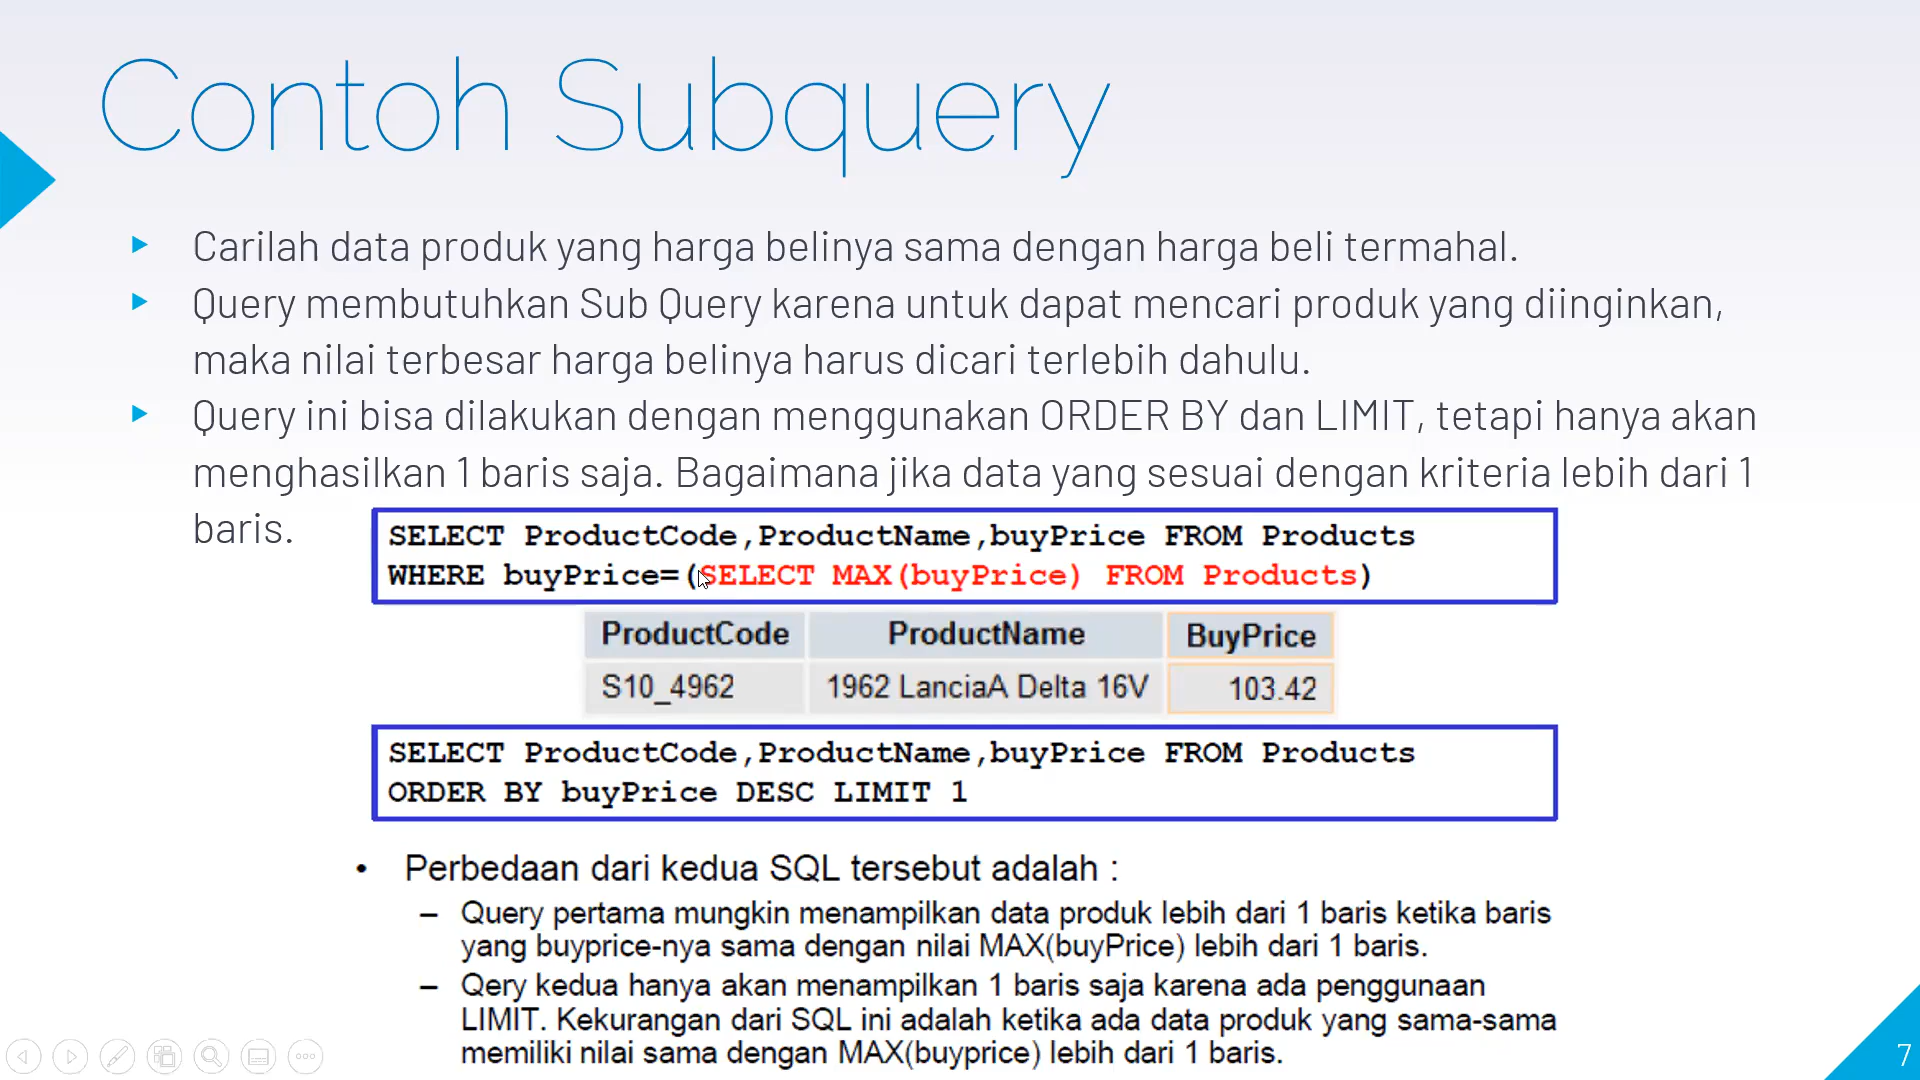 Contoh Subquery
Carilah data produk yang harga belinya sama dengan harga beli termahal.
Query membutuhkan Sub Query karena untuk dapat mencari produk yang diinginkan,
maka nilai terbesar harga belinya harus dicari terlebih dahulu.
Query ini bisa dilakukan dengan menggunakan ORDER BY dan LIMIT, tetapi hanya akan
menghasilkan 1 baris saja. Bagaimana jika data yang sesuai dengan kriteria lebih dari 1
baris.
SELECT ProductCode,ProductName,buyPrice FROM Products
WHERE buyPrice=(SELECT MAX(buyPrice) FROM Products)
ProductCode ProductName BuyPrice
S10_4962 1962 LanciaA Delta 16V 103.42
SELECT ProductCode,ProductName,buyPrice FROM Products
ORDER BY buyPrice DESC LIMIT 1
• Perbedaan dari kedua SQL tersebut adalah :
– Query pertama mungkin menampilkan data produk lebih dari 1 baris ketika baris
yang buyprice-nya sama dengan nilai MAX(buyPrice) lebih dari 1 baris.
– Qery kedua hanya akan menampilkan 1 baris saja karena ada penggunaan
LIMIT. Kekurangan dari SQL ini adalah ketika ada data produk yang sama-sama
memiliki nilai sama dengan MAX(buyprice) lebih dari 1 baris.
7